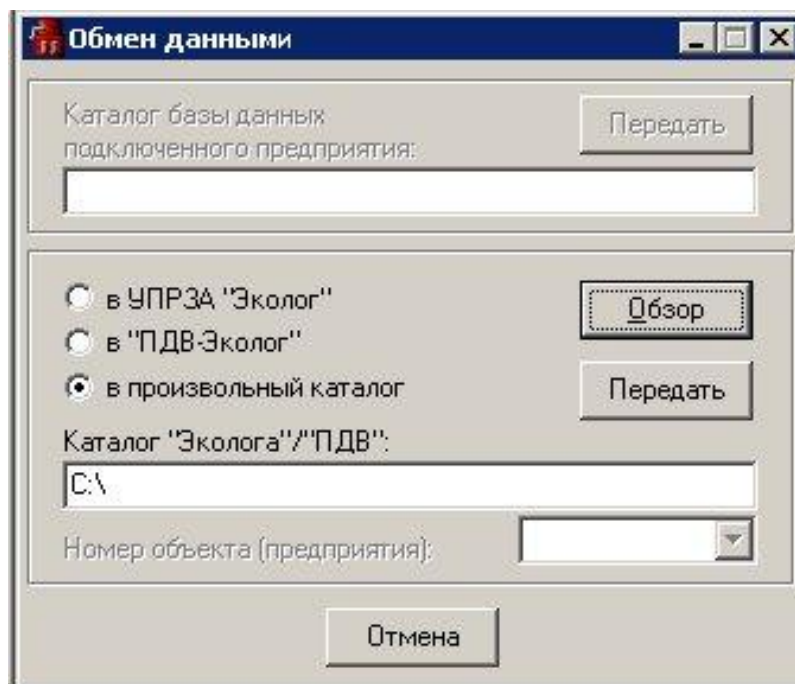 Обмен данными
Каталог базы данных
подключенного предприятия:
Передать
в УПРЗА "Эколог"
Обзор
в "ПДВ-Эколог"
в произвольный каталог
Передать
Каталог "Эколога"/"ПДВ":
C:\
Номер объекта (предприятия):
Отмена